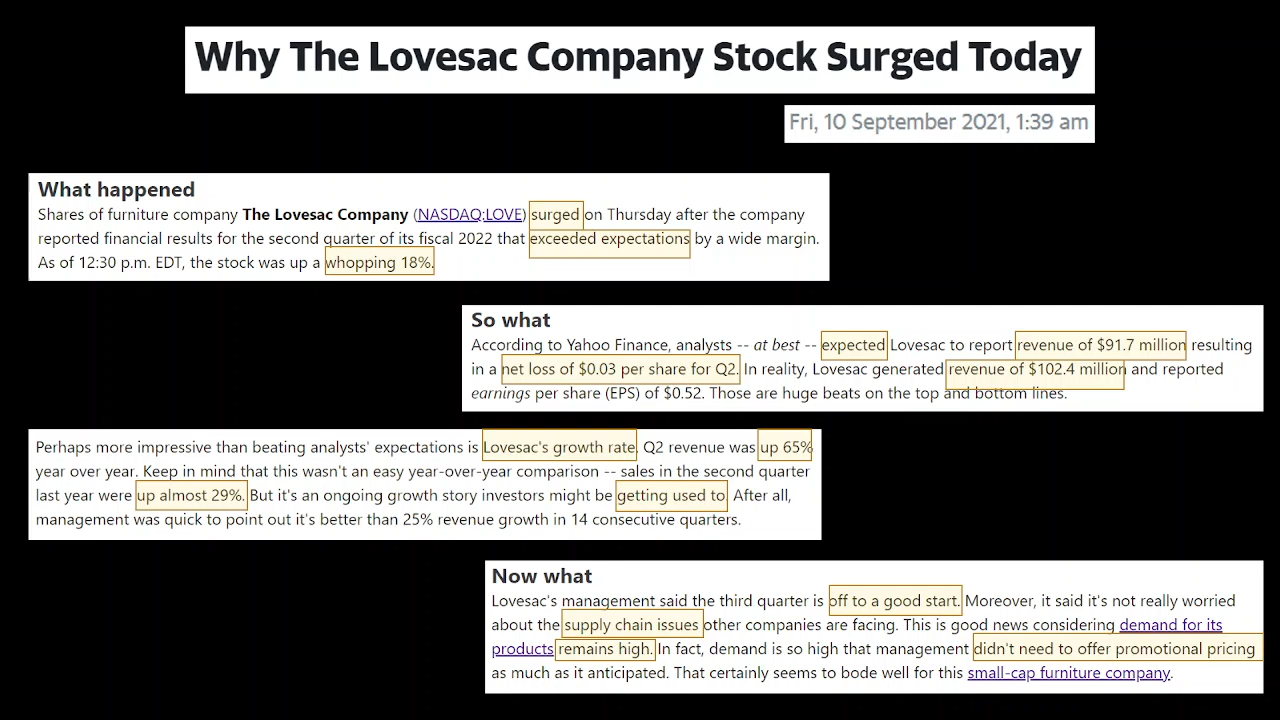 Why The Lovesac Company Stock Surged Today
Fri, 10 September 2021, 1:39 am
What happened
Shares of furniture company The Lovesac Company (NASDAQ:LOVE) surged on Thursday after the company
reported financial results for the second quarter of its fiscal 2022 that exceeded expectations by a wide margin.
As of 12:30 p.m. EDT, the stock was up a whopping 18%.
So what
According to Yahoo Finance, analysts -- at best -- expected Lovesac to report revenue of $91.7 million resulting
in a net loss of $0.03 per share for Q2. In reality, Lovesac generated revenue of $102.4 million and reported
earnings per share (EPS) of $0.52. Those are huge beats on the top and bottom lines.
Perhaps more impressive than beating analysts' expectations is Lovesac's growth rate. Q2 revenue was up 65%
year over year. Keep in mind that this wasn't an easy year-over-year comparison -- sales in the second quarter
last year were up almost 29%. But it's an ongoing growth story investors might be getting used to. After all,
management was quick to point out it's better than 25% revenue growth in 14 consecutive quarters.
Now what
Lovesac's management said the third quarter is off to a good start. Moreover, it said it's not really worried
about the supply chain issues other companies are facing. This is good news considering demand for its
products remains high. In fact, demand is so high that management didn't need to offer promotional pricing
as much as it anticipated. That certainly seems to bode well for this small-cap furniture company.